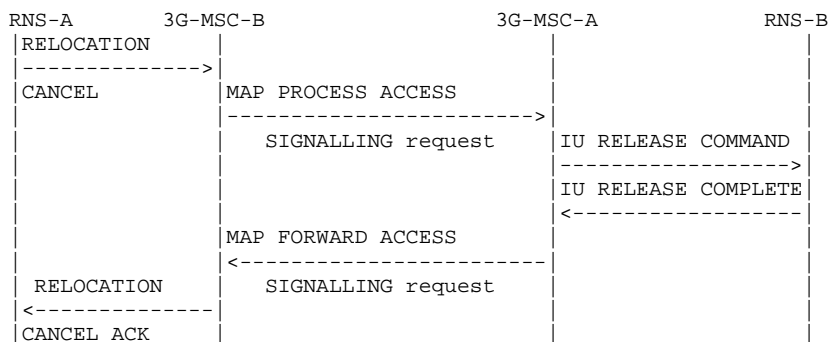 RNS-A 3G-MSC-B 3G-MSC-A RNS-B
RELOCATION
CANCEL MAP PROCESS ACCESS
SIGNALLING request IU RELEASE COMMAND
IU RELEASE COMPLETE
MAP FORWARD ACCESS
RELOCATION SIGNALLING request
CANCEL ACK